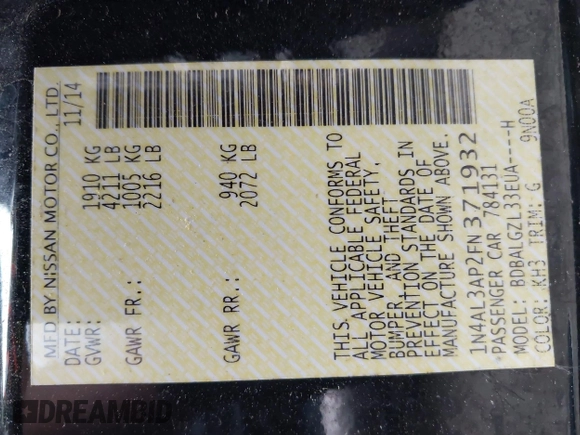 MFD BY NISSAN MOTOR CO., LTD.
DATE: 11/14
GVWR: 1910 KG
4211 LB
GAWR FR.: 1005 KG
2216 LB
GAWR RR.: 940 KG
2072 LB
THIS VEHICLE CONFORMS TO
ALL APPLICABLE FEDERAL
MOTOR VEHICLE SAFETY,
BUMPER, AND THEFT
PREVENTION STANDARDS IN
EFFECT ON THE DATE OF
MANUFACTURE SHOWN ABOVE.
1N4AL3AP2FN371932
*PASSENGER CAR 784131
MODEL: BDBALGZL33EUA----H
COLOR: KH3 TRIM: G 9N00A
DREAMBID